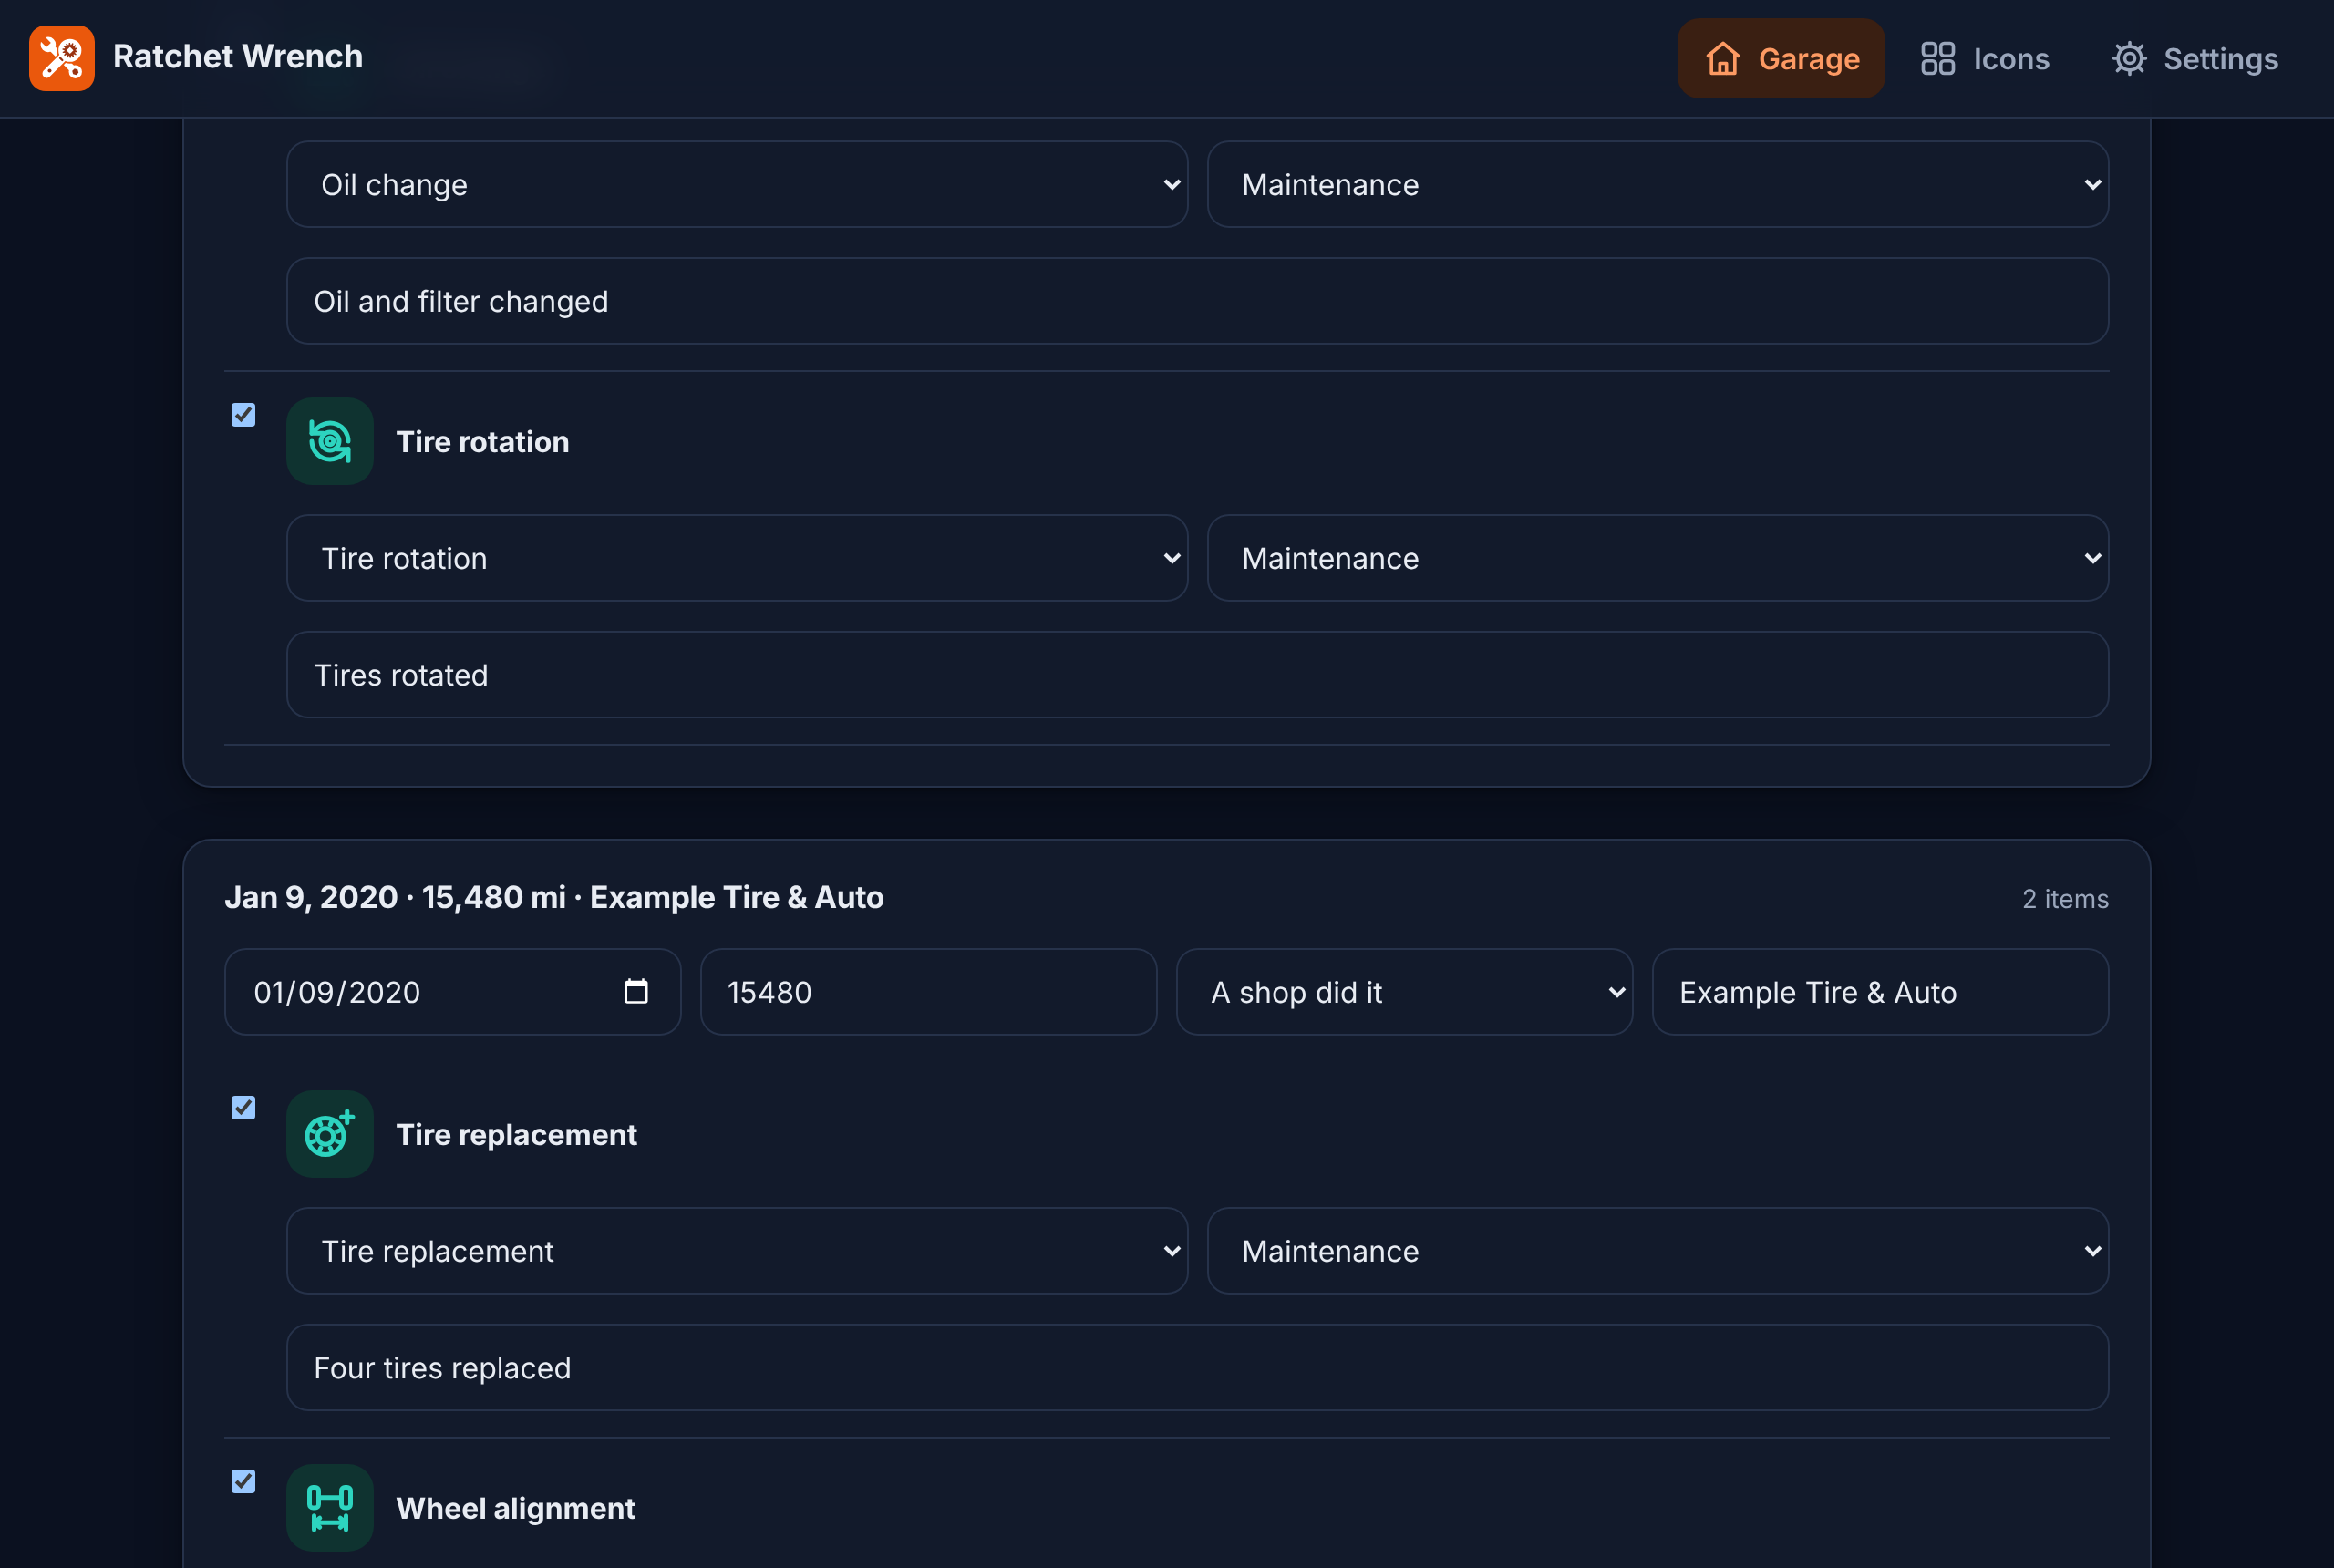 Ratchet Wrench
Garage
Icons
Settings
Oil change
Maintenance
Oil and filter changed
Tire rotation
Tire rotation
Maintenance
Tires rotated
Jan 9, 2020 · 15,480 mi · Example Tire & Auto
2 items
01/09/2020
15480
A shop did it
Example Tire & Auto
Tire replacement
Tire replacement
Maintenance
Four tires replaced
Wheel alignment